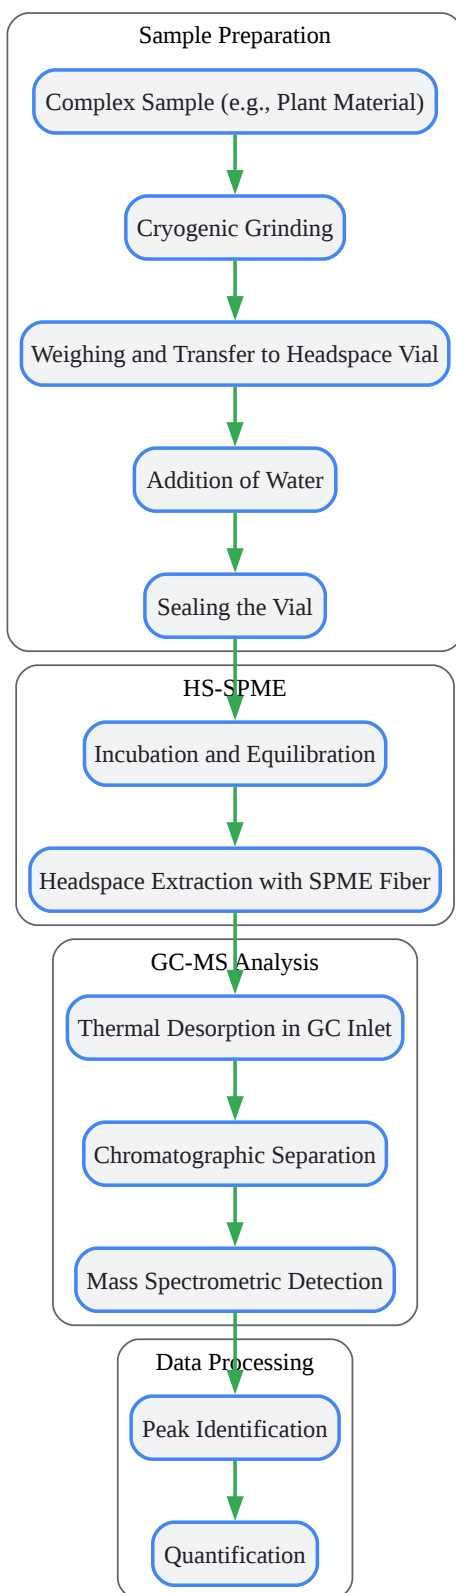 Sample Preparation
Complex Sample (e.g., Plant Material)
Cryogenic Grinding
Weighing and Transfer to Headspace Vial
Addition of Water
Sealing the Vial
HS-SPME
Incubation and Equilibration
Headspace Extraction with SPME Fiber
GC-MS Analysis
Thermal Desorption in GC Inlet
Chromatographic Separation
Mass Spectrometric Detection
Data Processing
Peak Identification
Quantification